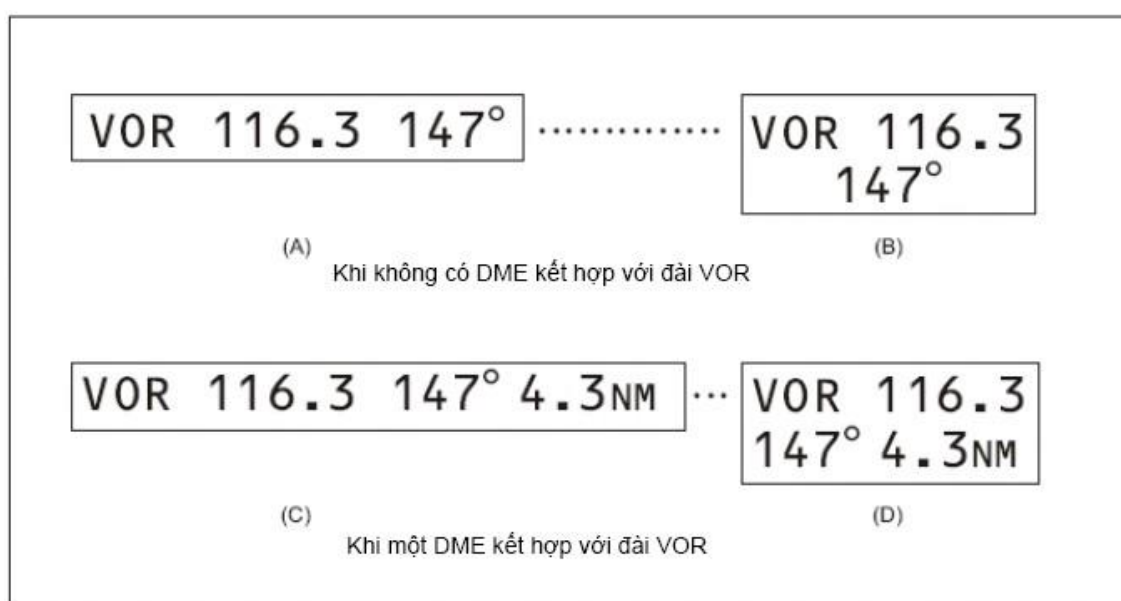 VOR 116.3 147°
..............
VOR 116.3
147°
(A)
(B)
Khi không có DME kết hợp với đài VOR
VOR 116.3 147° 4.3NM
...
VOR 116.3
147° 4.3NM
(C)
(D)
Khi một DME kết hợp với đài VOR